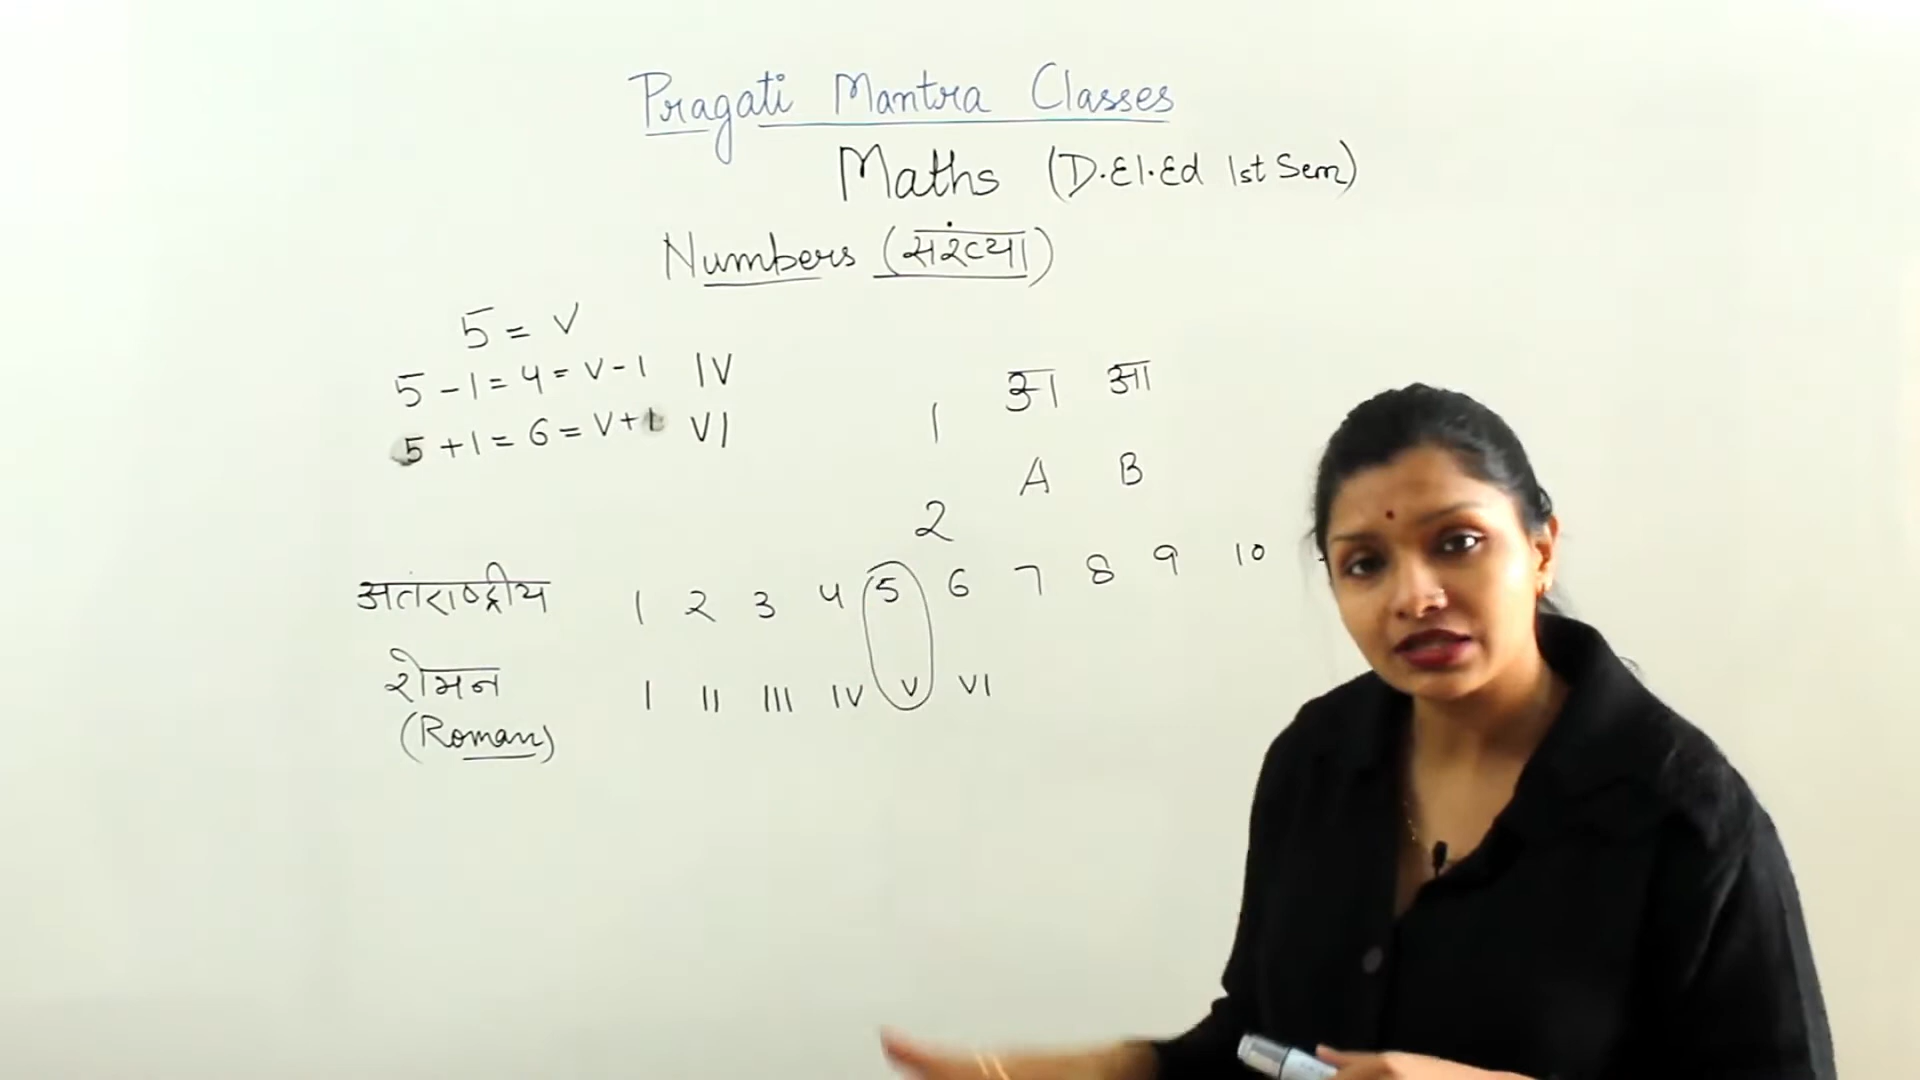 Pragati Mantra Classes
Maths (D.El.Ed 1st Sem)
Numbers (संख्या)
5 = V
5 - 1 = 4 = V - 1 IV
5 + 1 = 6 = V + 1 VI
1 अ आ
A B
2
अतंराष्ट्रीय 1 2 3 4 5 6 7 8 9 10
रोमन I II III IV V VI
(Roman)